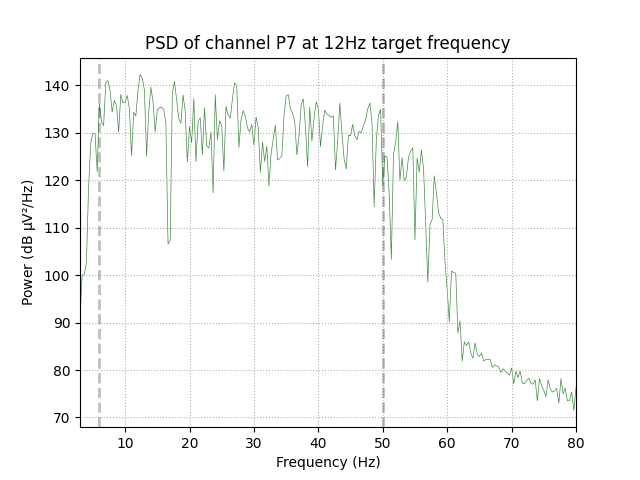 PSD of channel P7 at 12Hz target frequency
Power (dB µV²/Hz)
140
130
120
110
100
90
80
70
10 20 30 40 50 60 70 80
Frequency (Hz)